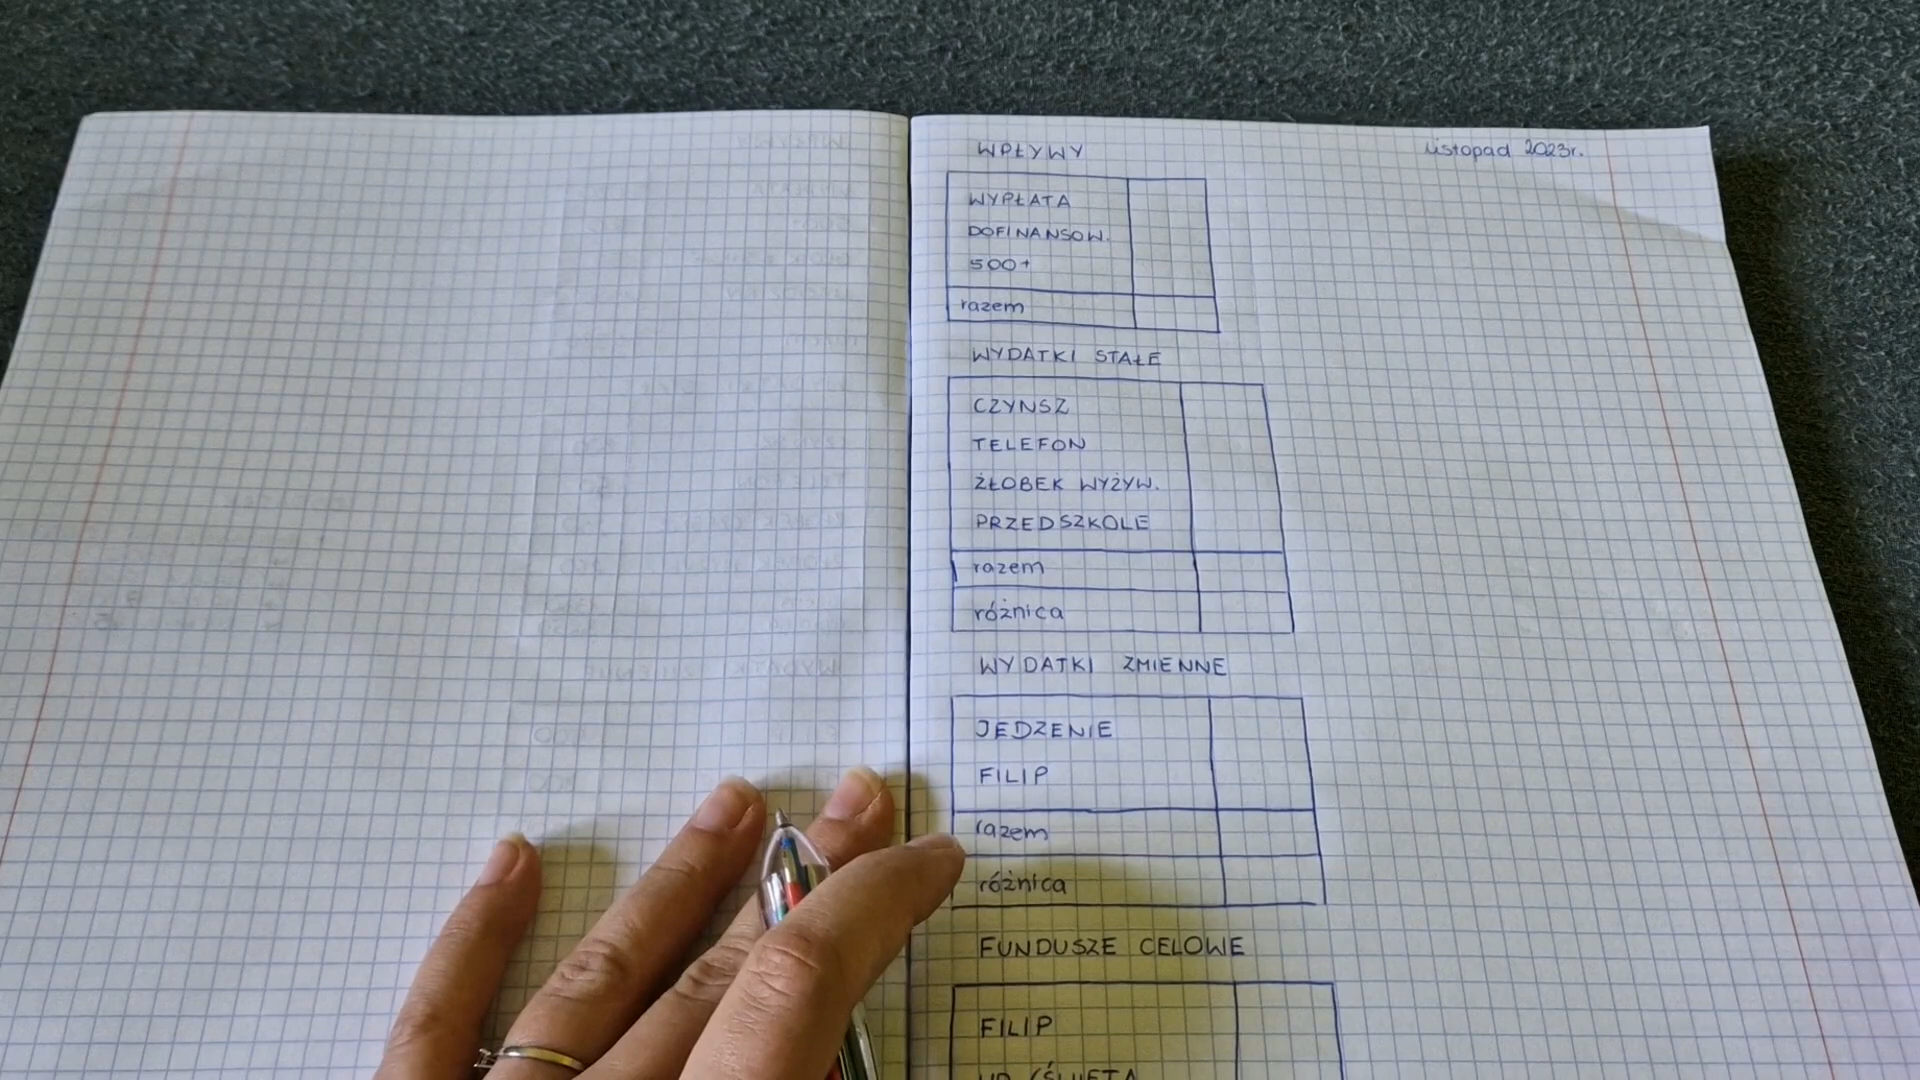 WPŁYWY
Listopad 2023r.
WYPŁATA
DOFINANSOW.
500+
razem
WYDATKI STAŁE
CZYNSZ
TELEFON
ŻŁOBEK WYŻYW.
PRZEDSZKOLE
razem
różnica
WYDATKI ZMIENNE
JEDZENIE
FILIP
razem
różnica
FUNDUSZE CELOWE
FILIP